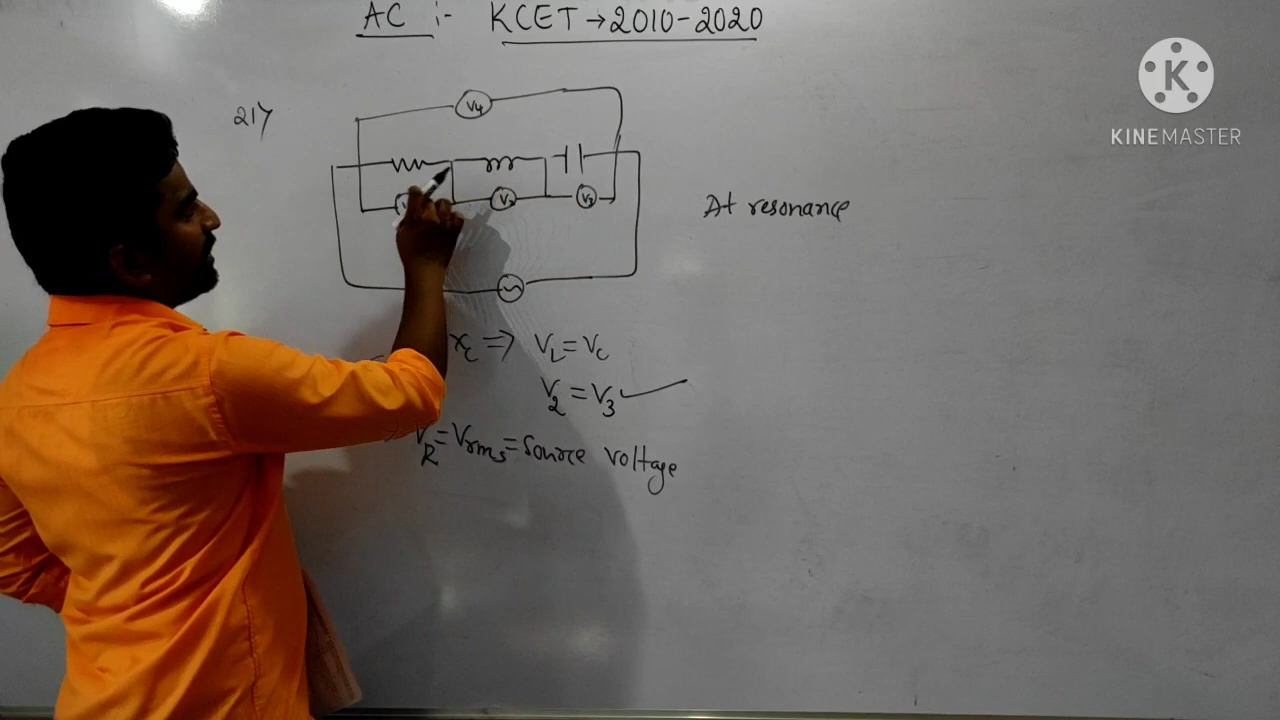 AC :- KCET → 2010-2020
21)
V4
V2
V3
At resonance
KINEMASTER
Xc ⇒ VL = Vc
V2 = V3
VR = Vrms = Source voltage